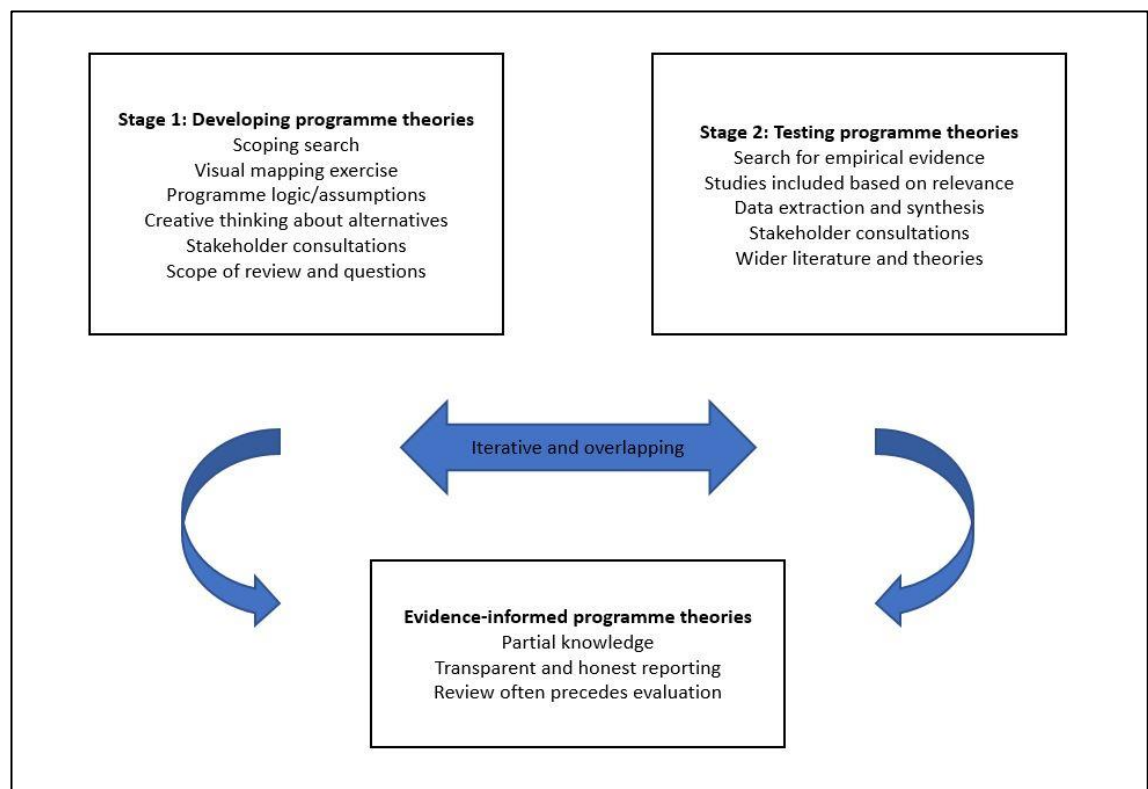 Stage 1: Developing programme theories
Scoping search
Visual mapping exercise
Programme logic/assumptions
Creative thinking about alternatives
Stakeholder consultations
Scope of review and questions
Stage 2: Testing programme theories
Search for empirical evidence
Studies included based on relevance
Data extraction and synthesis
Stakeholder consultations
Wider literature and theories
Iterative and overlapping
Evidence-informed programme theories
Partial knowledge
Transparent and honest reporting
Review often precedes evaluation